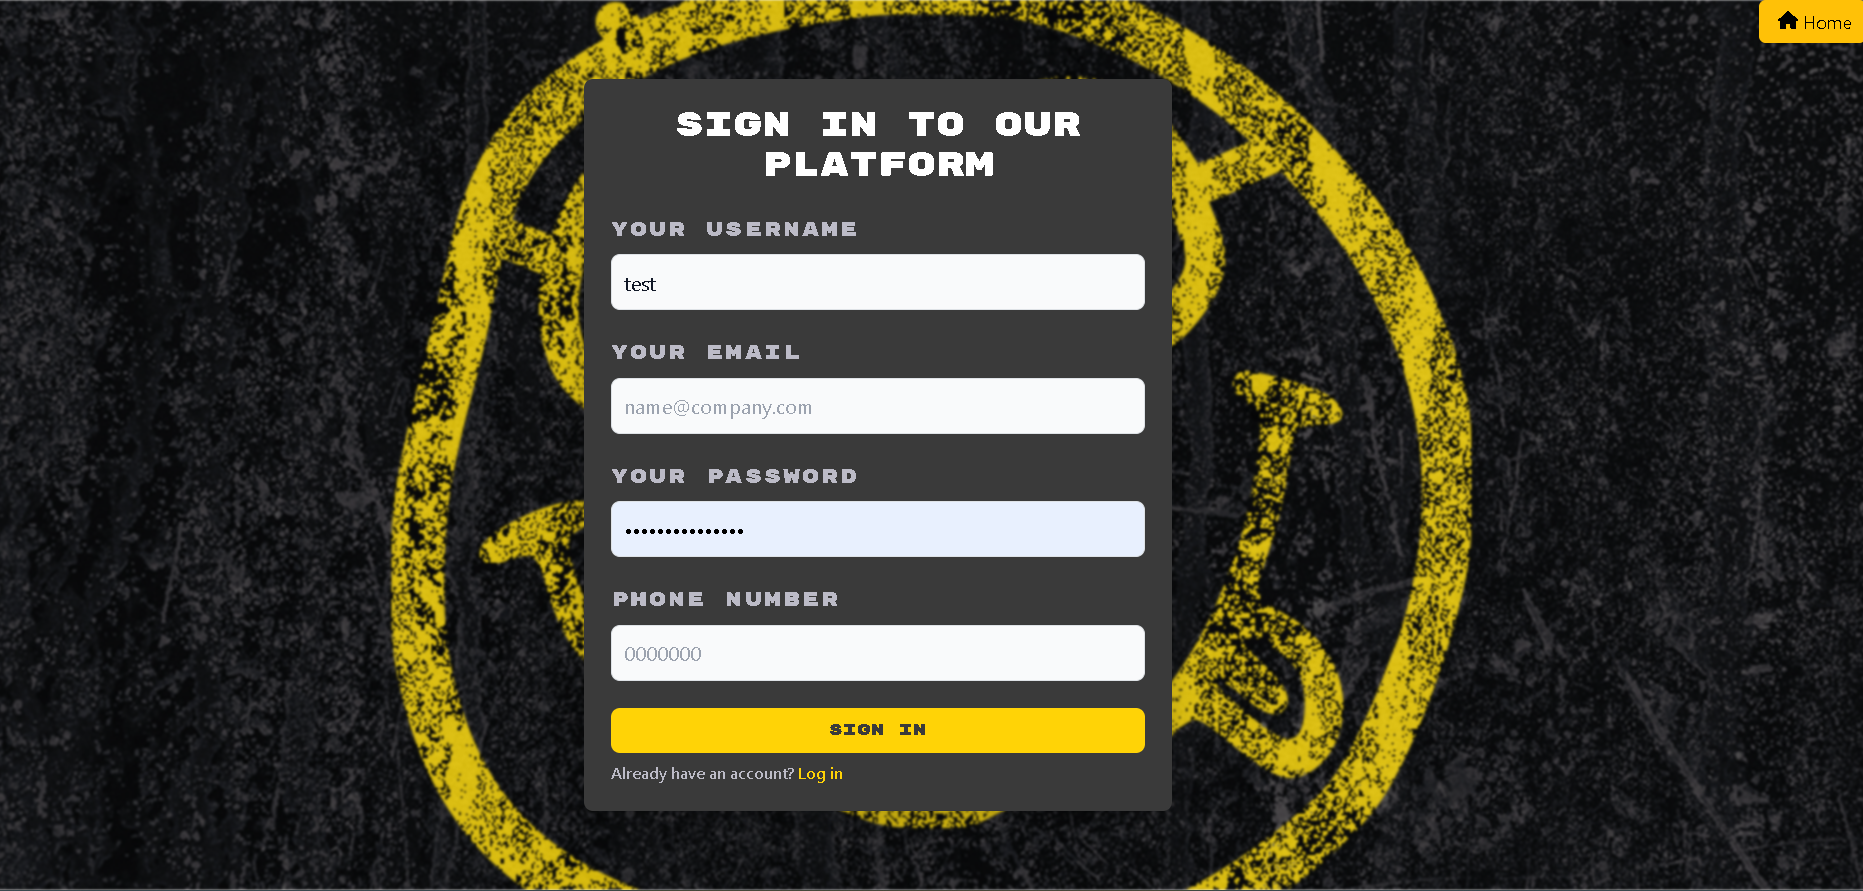 Home
SIGN IN TO OUR
PLATFORM
YOUR USERNAME
test
YOUR EMAIL
name@company.com
YOUR PASSWORD
•••••••••••••••
PHONE NUMBER
0000000
SIGN IN
Already have an account? Log in